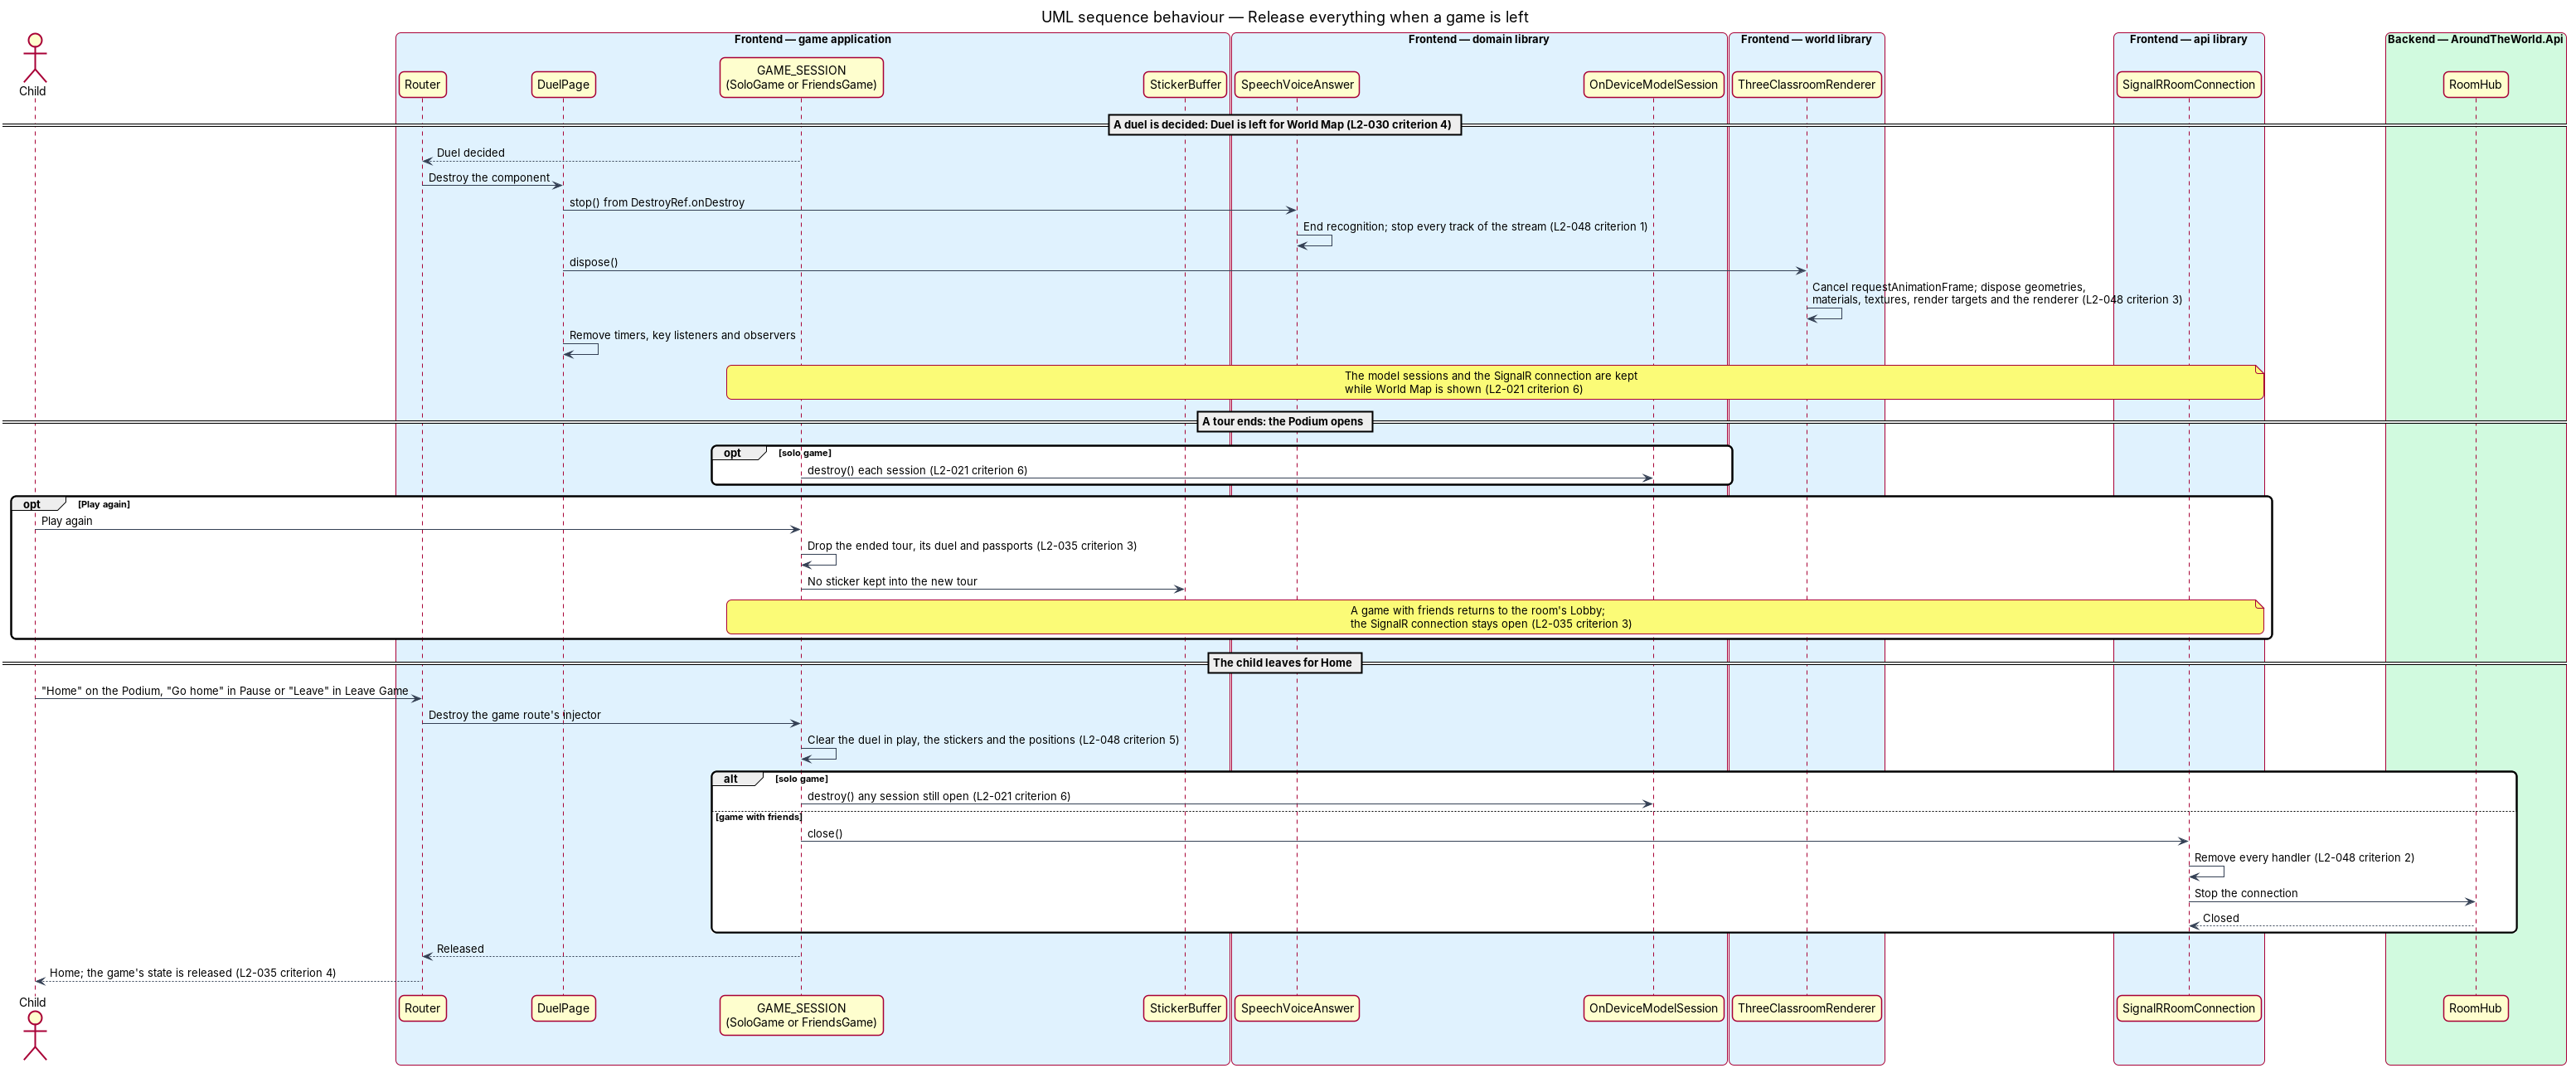 UML sequence behaviour — Release everything when a game is left
Frontend — game application
Frontend — domain library
Frontend — world library
Frontend — api library
Backend — AroundTheWorld.Api
Child
Router
DuelPage
GAME_SESSION
(SoloGame or FriendsGame)
StickerBuffer
SpeechVoiceAnswer
OnDeviceModelSession
ThreeClassroomRenderer
SignalRRoomConnection
RoomHub
A duel is decided: Duel is left for World Map (L2-030 criterion 4)
Duel decided
Destroy the component
stop() from DestroyRef.onDestroy
End recognition; stop every track of the stream (L2-048 criterion 1)
dispose()
Cancel requestAnimationFrame; dispose geometries,
materials, textures, render targets and the renderer (L2-048 criterion 3)
Remove timers, key listeners and observers
The model sessions and the SignalR connection are kept
while World Map is shown (L2-021 criterion 6)
A tour ends: the Podium opens
opt [solo game]
destroy() each session (L2-021 criterion 6)
opt [Play again]
Play again
Drop the ended tour, its duel and passports (L2-035 criterion 3)
No sticker kept into the new tour
A game with friends returns to the room's Lobby;
the SignalR connection stays open (L2-035 criterion 3)
The child leaves for Home
"Home" on the Podium, "Go home" in Pause or "Leave" in Leave Game
Destroy the game route's injector
Clear the duel in play, the stickers and the positions (L2-048 criterion 5)
alt [solo game]
destroy() any session still open (L2-021 criterion 6)
[game with friends]
close()
Remove every handler (L2-048 criterion 2)
Stop the connection
Closed
Released
Home; the game's state is released (L2-035 criterion 4)
Child
Router
DuelPage
GAME_SESSION
(SoloGame or FriendsGame)
StickerBuffer
SpeechVoiceAnswer
OnDeviceModelSession
ThreeClassroomRenderer
SignalRRoomConnection
RoomHub